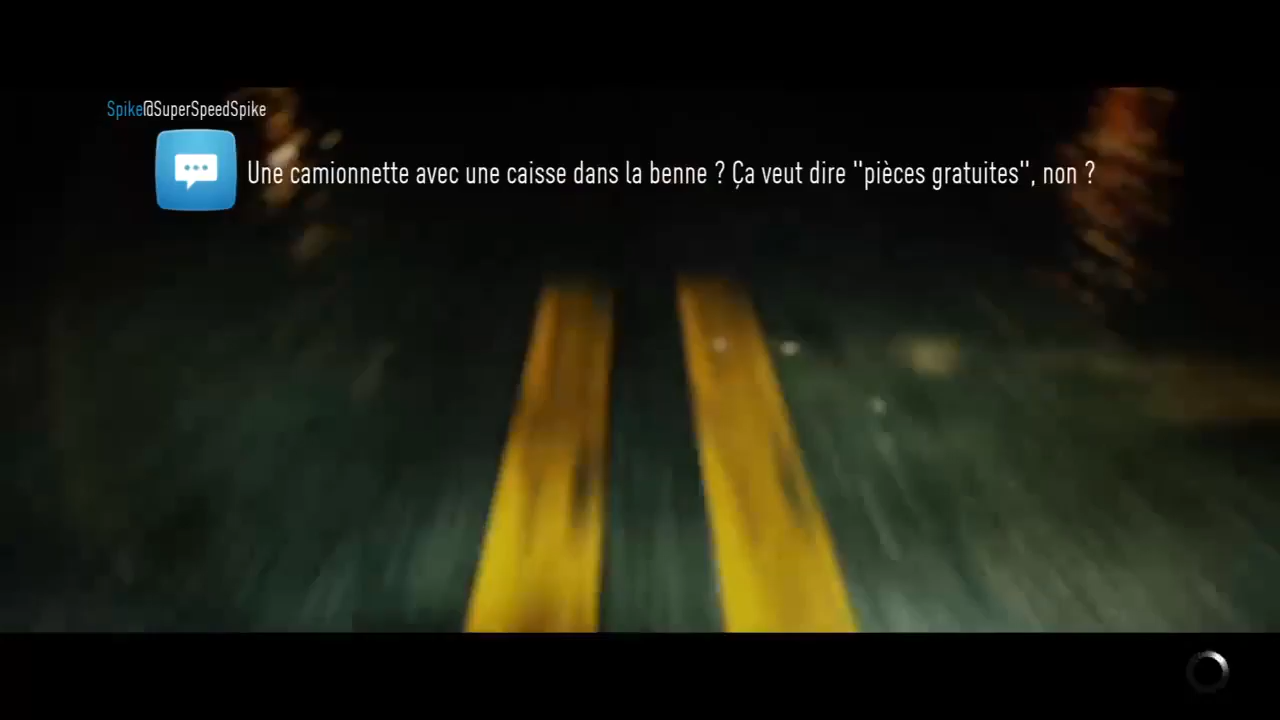 Spike@SuperSpeedSpike
Une camionnette avec une caisse dans la benne ? Ça veut dire "pièces gratuites", non ?